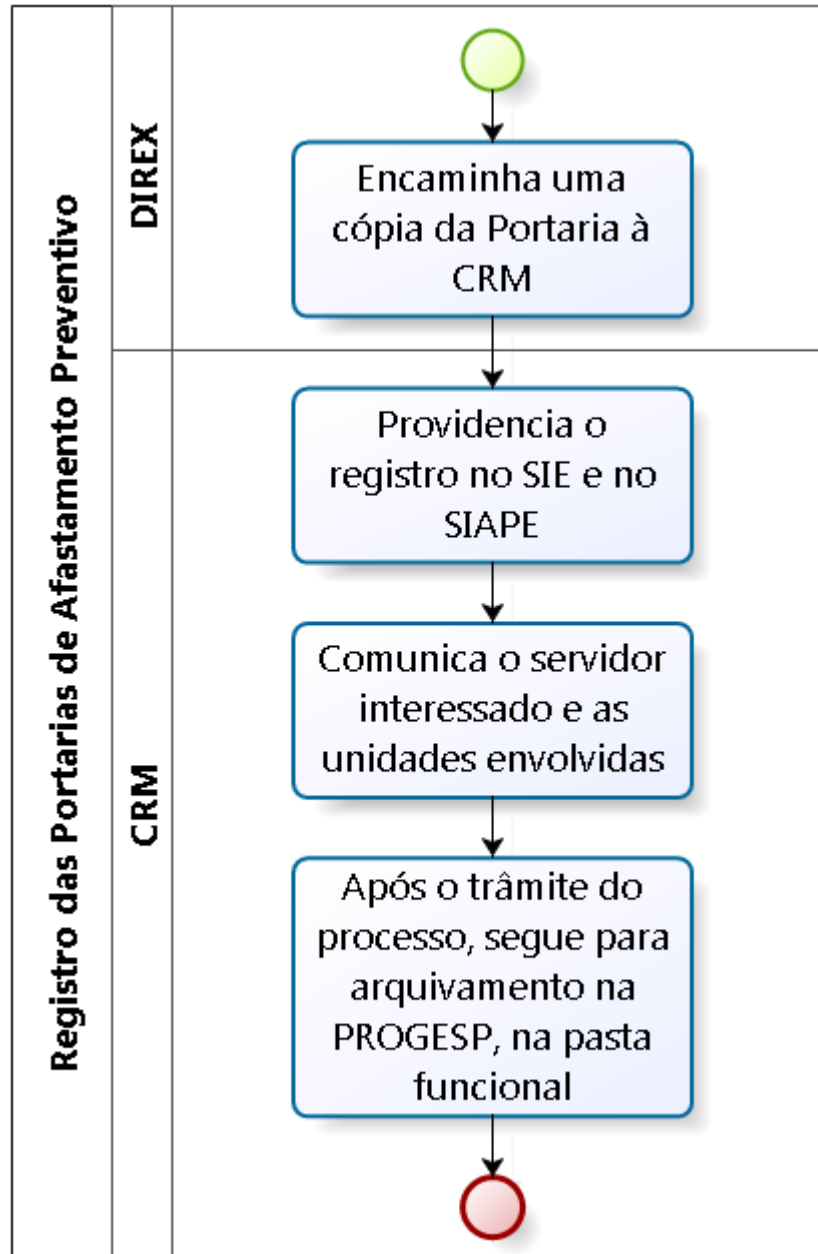 Registro das Portarias de Afastamento Preventivo
DIREX
Encaminha uma
cópia da Portaria à
CRM
CRM
Providencia o
registro no SIE e no
SIAPE
Comunica o servidor
interessado e as
unidades envolvidas
Após o trâmite do
processo, segue para
arquivamento na
PROGESP, na pasta
funcional